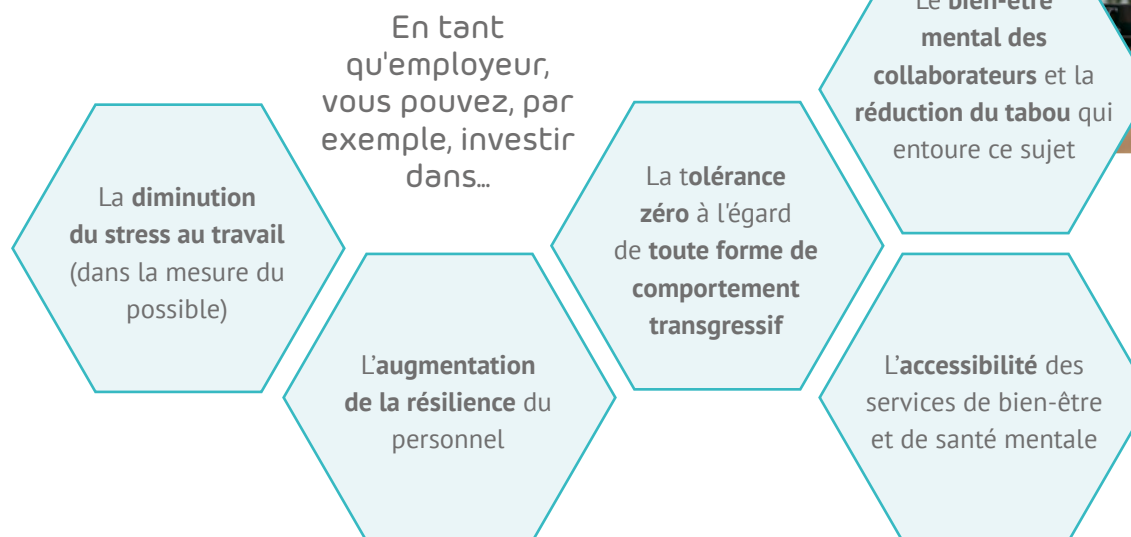 En tant
qu'employeur,
vous pouvez, par
exemple, investir
dans...
La diminution
du stress au travail
(dans la mesure du
possible)
L'augmentation
de la résilience du
personnel
La tolérance
zéro à l'égard
de toute forme de
comportement
transgressif
Le bien-être
mental des
collaborateurs et la
réduction du tabou qui
entoure ce sujet
L'accessibilité des
services de bien-être
et de santé mentale